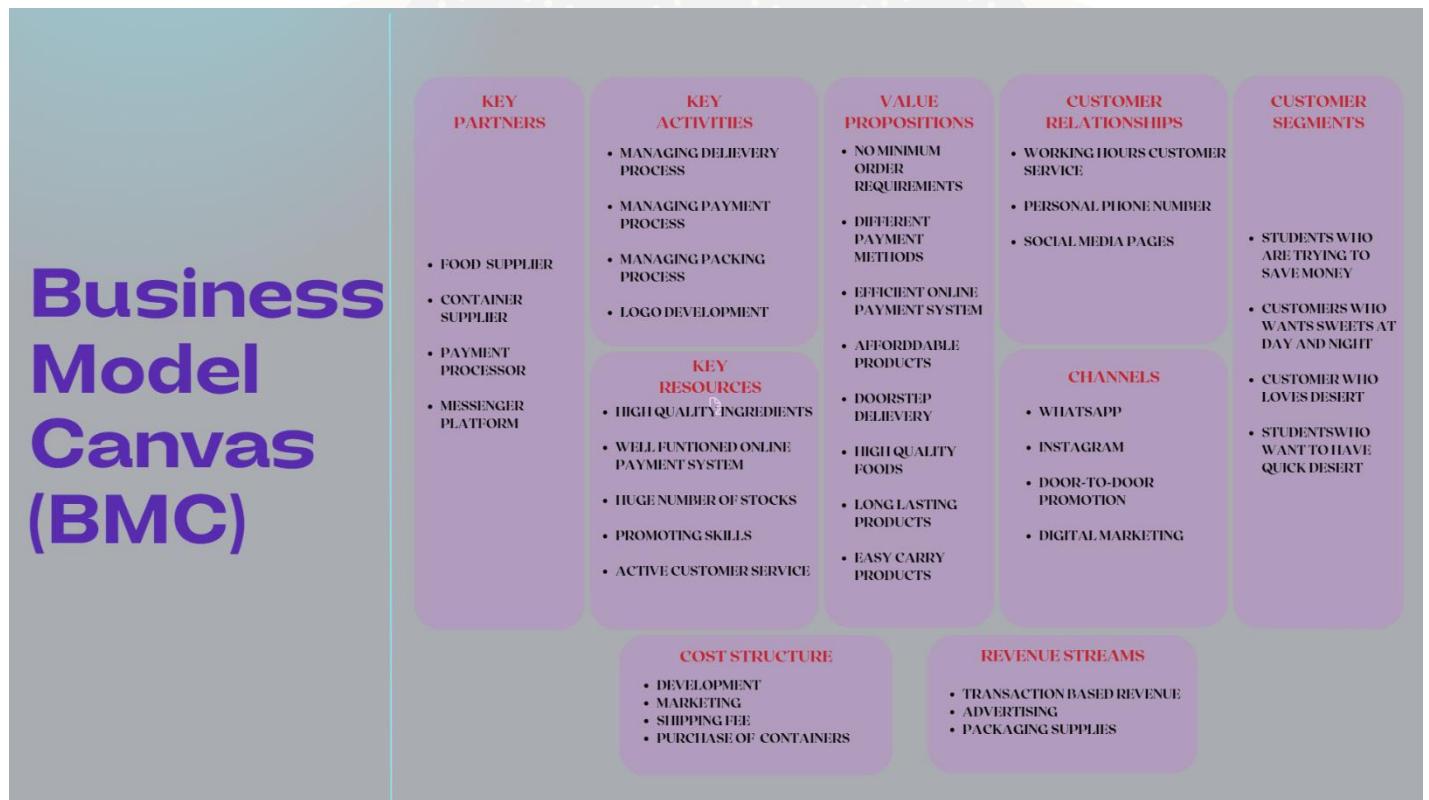 Business
Model
Canvas
(BMC)
KEY
PARTNERS
• FOOD SUPPLIER
• CONTAINER
SUPPLIER
• PAYMENT
PROCESSOR
• MESSENGER
PLATFORM
KEY
ACTIVITIES
• MANAGING DELIEVERY
PROCESS
• MANAGING PAYMENT
PROCESS
• MANAGING PACKING
PROCESS
• LOGO DEVELOPMENT
KEY
RESOURCES
• HIGH QUALITY INGREDIENTS
• WELL FUNTIONED ONLINE
PAYMENT SYSTEM
• HUGE NUMBER OF STOCKS
• PROMOTING SKILLS
• ACTIVE CUSTOMER SERVICE
VALUE
PROPOSITIONS
• NO MINIMUM
ORDER
REQUIREMENTS
• DIFFERENT
PAYMENT
METHODS
• EFFICIENT ONLINE
PAYMENT SYSTEM
• AFFORDDABLE
PRODUCTS
• DOORSTEP
DELIEVERY
• HIGH QUALITY
FOODS
• LONG LASTING
PRODUCTS
• EASY CARRY
PRODUCTS
CUSTOMER
RELATIONSHIPS
• WORKING HOURS CUSTOMER
SERVICE
• PERSONAL PHONE NUMBER
• SOCIAL MEDIA PAGES
CHANNELS
• WHATSAPP
• INSTAGRAM
• DOOR-TO-DOOR
PROMOTION
• DIGITAL MARKETING
CUSTOMER
SEGMENTS
• STUDENTS WHO
ARE TRYING TO
SAVE MONEY
• CUSTOMERS WHO
WANTS SWEETS AT
DAY AND NIGHT
• CUSTOMER WHO
LOVES DESERT
• STUDENTSWHO
WANT TO HAVE
QUICK DESERT
COST STRUCTURE
• DEVELOPMENT
• MARKETING
• SHIPPING FEE
• PURCHASE OF CONTAINERS
REVENUE STREAMS
• TRANSACTION BASED REVENUE
• ADVERTISING
• PACKAGING SUPPLIES